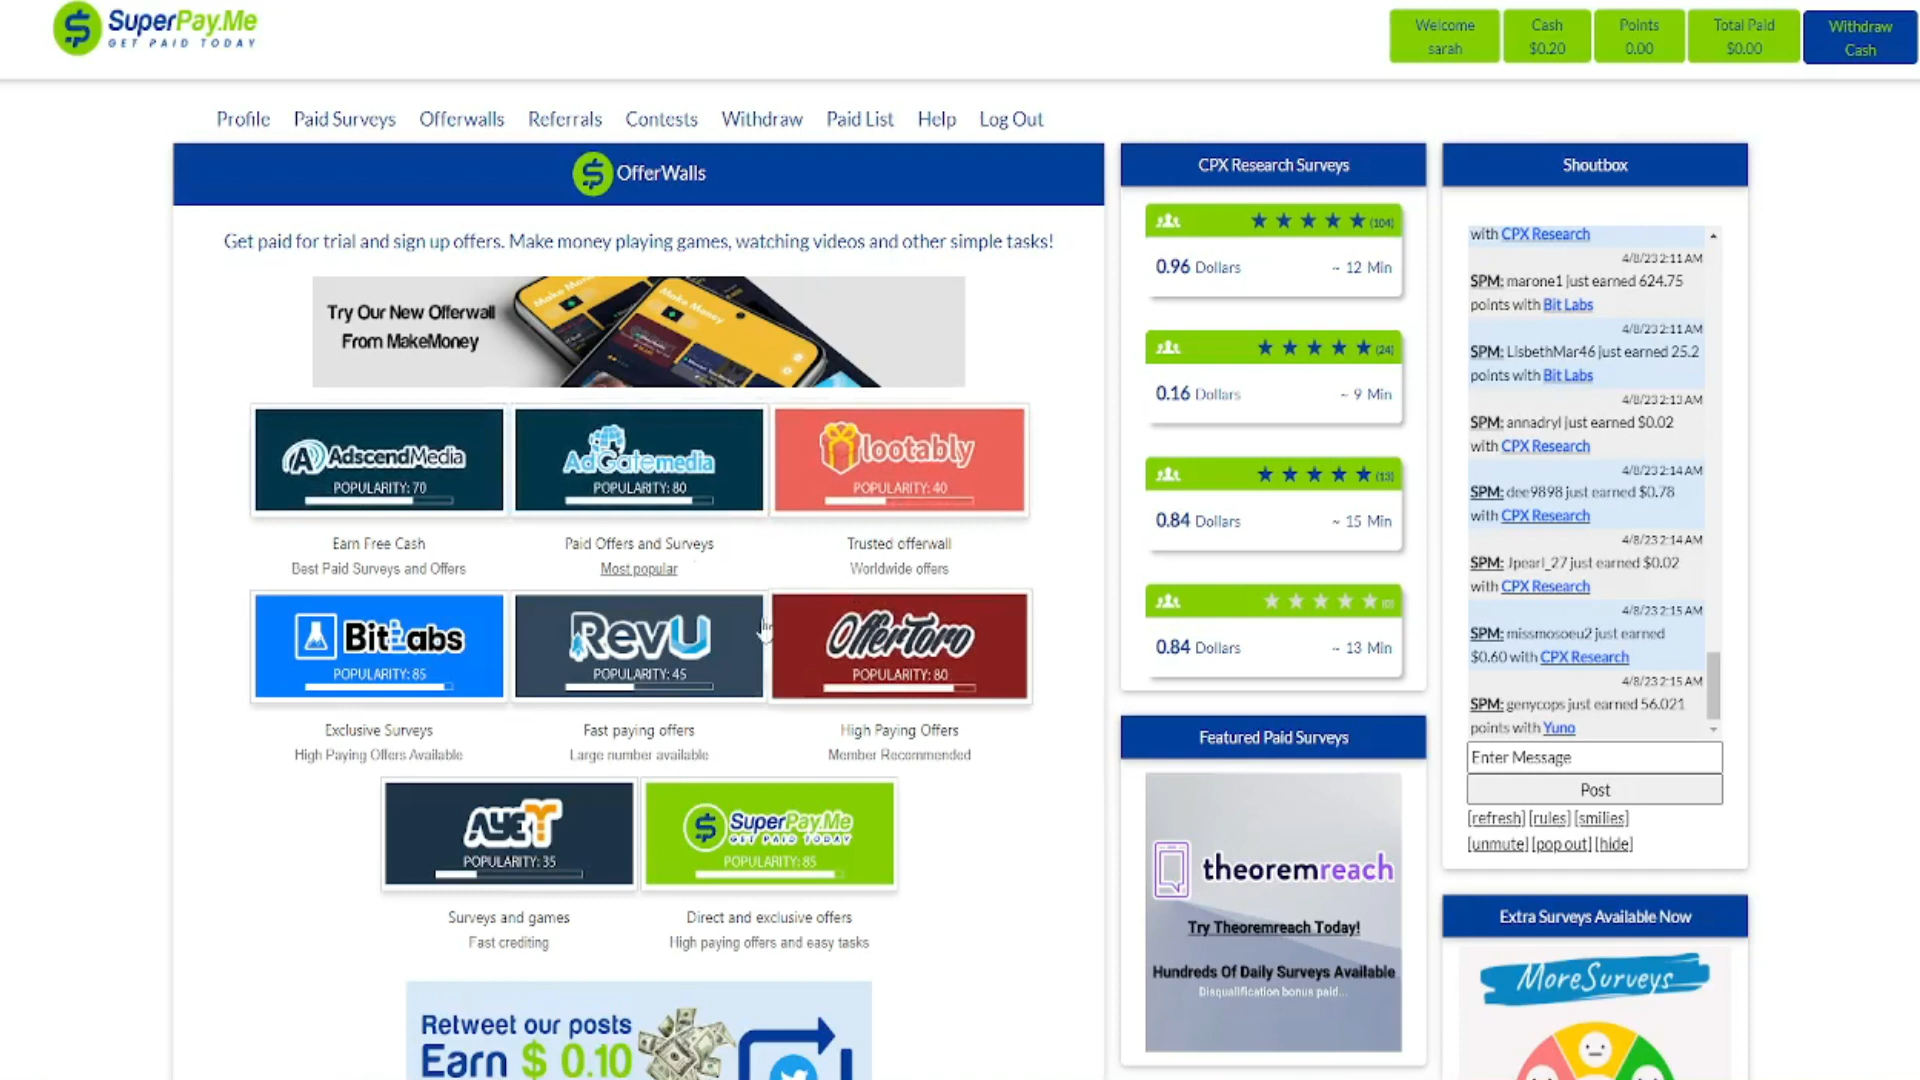 SuperPay.Me
GET PAID TODAY
Welcome
sarah
Cash
$0.20
Points
0.00
Total Paid
$0.00
Withdraw
Cash
Profile
Paid Surveys
Offerwalls
Referrals
Contests
Withdraw
Paid List
Help
Log Out
OfferWalls
Get paid for trial and sign up offers. Make money playing games, watching videos and other simple tasks!
Try Our New Offerwall
From MakeMoney
Make Money
AdscendMedia
POPULARITY: 70
AdGatemedia
POPULARITY: 80
lootably
POPULARITY: 40
Earn Free Cash
Best Paid Surveys and Offers
Paid Offers and Surveys
Most popular
Trusted offerwall
Worldwide offers
BitLabs
POPULARITY: 85
RevU
POPULARITY: 45
OfferToro
POPULARITY: 80
Exclusive Surveys
High Paying Offers Available
Fast paying offers
Large number available
High Paying Offers
Member Recommended
AYET
POPULARITY: 35
SuperPay.Me
GET PAID TODAY
POPULARITY: 85
Surveys and games
Fast crediting
Direct and exclusive offers
High paying offers and easy tasks
Retweet our posts
Earn $ 0.10
CPX Research Surveys
(104)
0.96 Dollars
~ 12 Min
(24)
0.16 Dollars
~ 9 Min
(13)
0.84 Dollars
~ 15 Min
(0)
0.84 Dollars
~ 13 Min
Featured Paid Surveys
theoremreach
Try Theoremreach Today!
Hundreds Of Daily Surveys Available
Disqualification bonus paid...
Shoutbox
with CPX Research
4/8/23 2:11 AM
SPM: marone1 just earned 624.75
points with Bit Labs
4/8/23 2:11 AM
SPM: LisbethMar46 just earned 25.2
points with Bit Labs
4/8/23 2:13 AM
SPM: annadryl just earned $0.02
with CPX Research
4/8/23 2:14 AM
SPM: dee9898 just earned $0.78
with CPX Research
4/8/23 2:14 AM
SPM: Jpearl_27 just earned $0.02
with CPX Research
4/8/23 2:15 AM
SPM: missmosoeu2 just earned
$0.60 with CPX Research
4/8/23 2:15 AM
SPM: genycops just earned 56.021
points with Yuno
Enter Message
Post
[refresh] [rules] [smilies]
[unmute] [pop out] [hide]
Extra Surveys Available Now
MoreSurveys